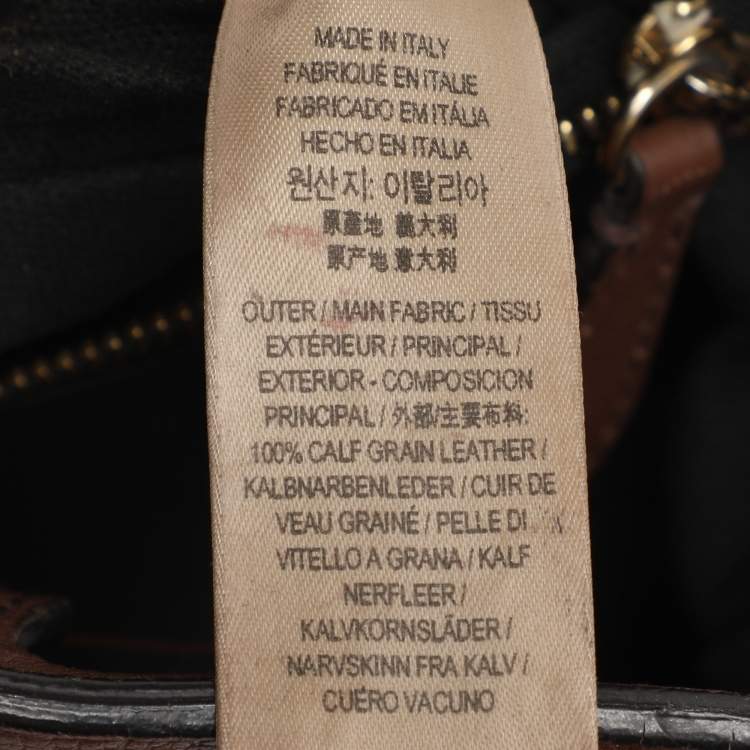 MADE IN ITALY
FABRIQUÉ EN ITALIE
FABRICADO EM ITÁLIA
HECHO EN ITALIA
원산지: 이탈리아
原產地 義大利
原产地 意大利
OUTER / MAIN FABRIC / TISSU
EXTÉRIEUR / PRINCIPAL /
EXTERIOR - COMPOSICION
PRINCIPAL / 外部/主要布料:
100% CALF GRAIN LEATHER /
KALBNARBENLEDER / CUIR DE
VEAU GRAINÉ / PELLE DI
VITELLO A GRANA / KALF
NERFLEER /
KALVKORNSLÄDER /
NARVSKINN FRA KALV /
CUÉRO VACUNO